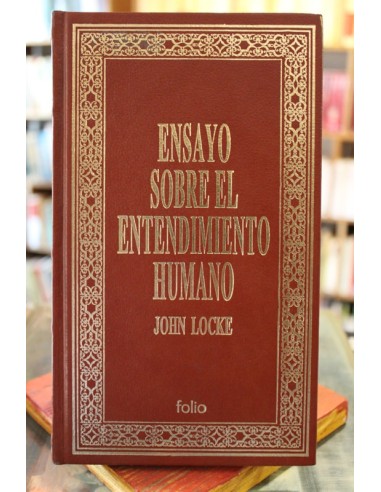 ENSAYO
SOBRE EL
ENTENDIMIENTO
HUMANO
JOHN LOCKE
folio